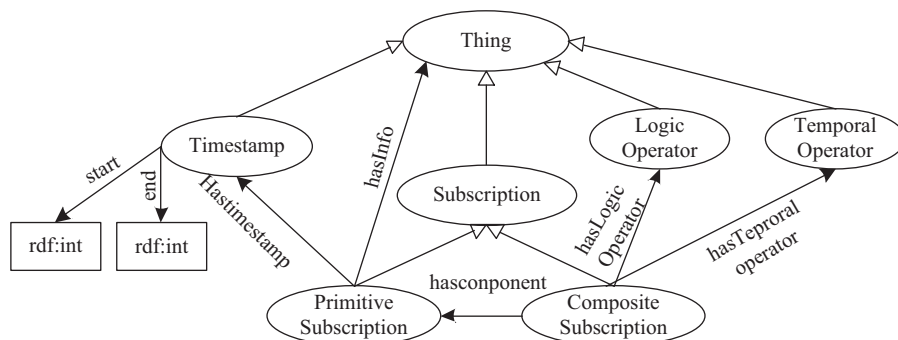 Thing
Timestamp
Logic
Operator
Temporal
Operator
start
end
Hastimestamp
hasInfo
Subscription
hasLogic
Operator
hasTeproral
operator
rdf:int
rdf:int
hasconponent
Primitive
Subscription
Composite
Subscription